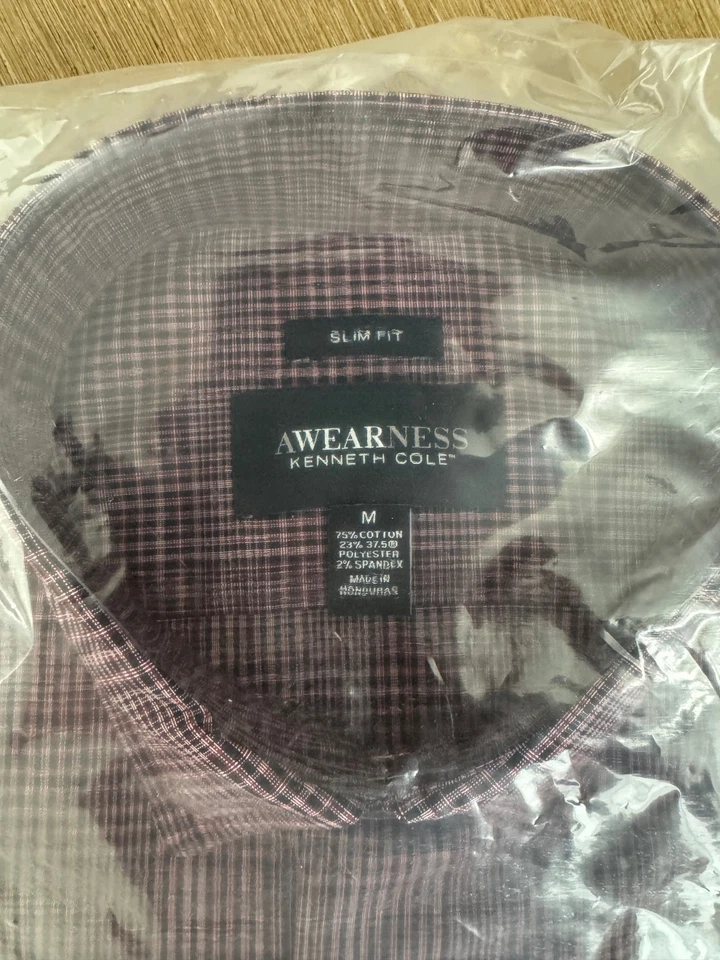 SLIM FIT
AWEARNESS
KENNETH COLE™
M
75% COTTON
23% 37.5®
POLYESTER
2% SPANDEX
MADE IN
HONDURAS